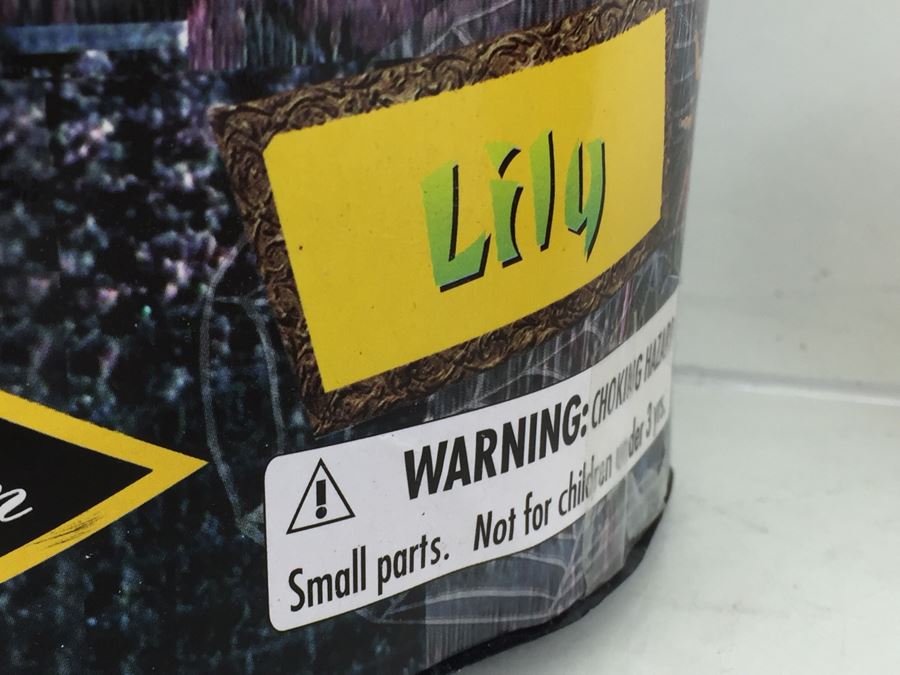 Lily
WARNING: CHOKING HAZARD
Small parts. Not for children under 3 yrs.